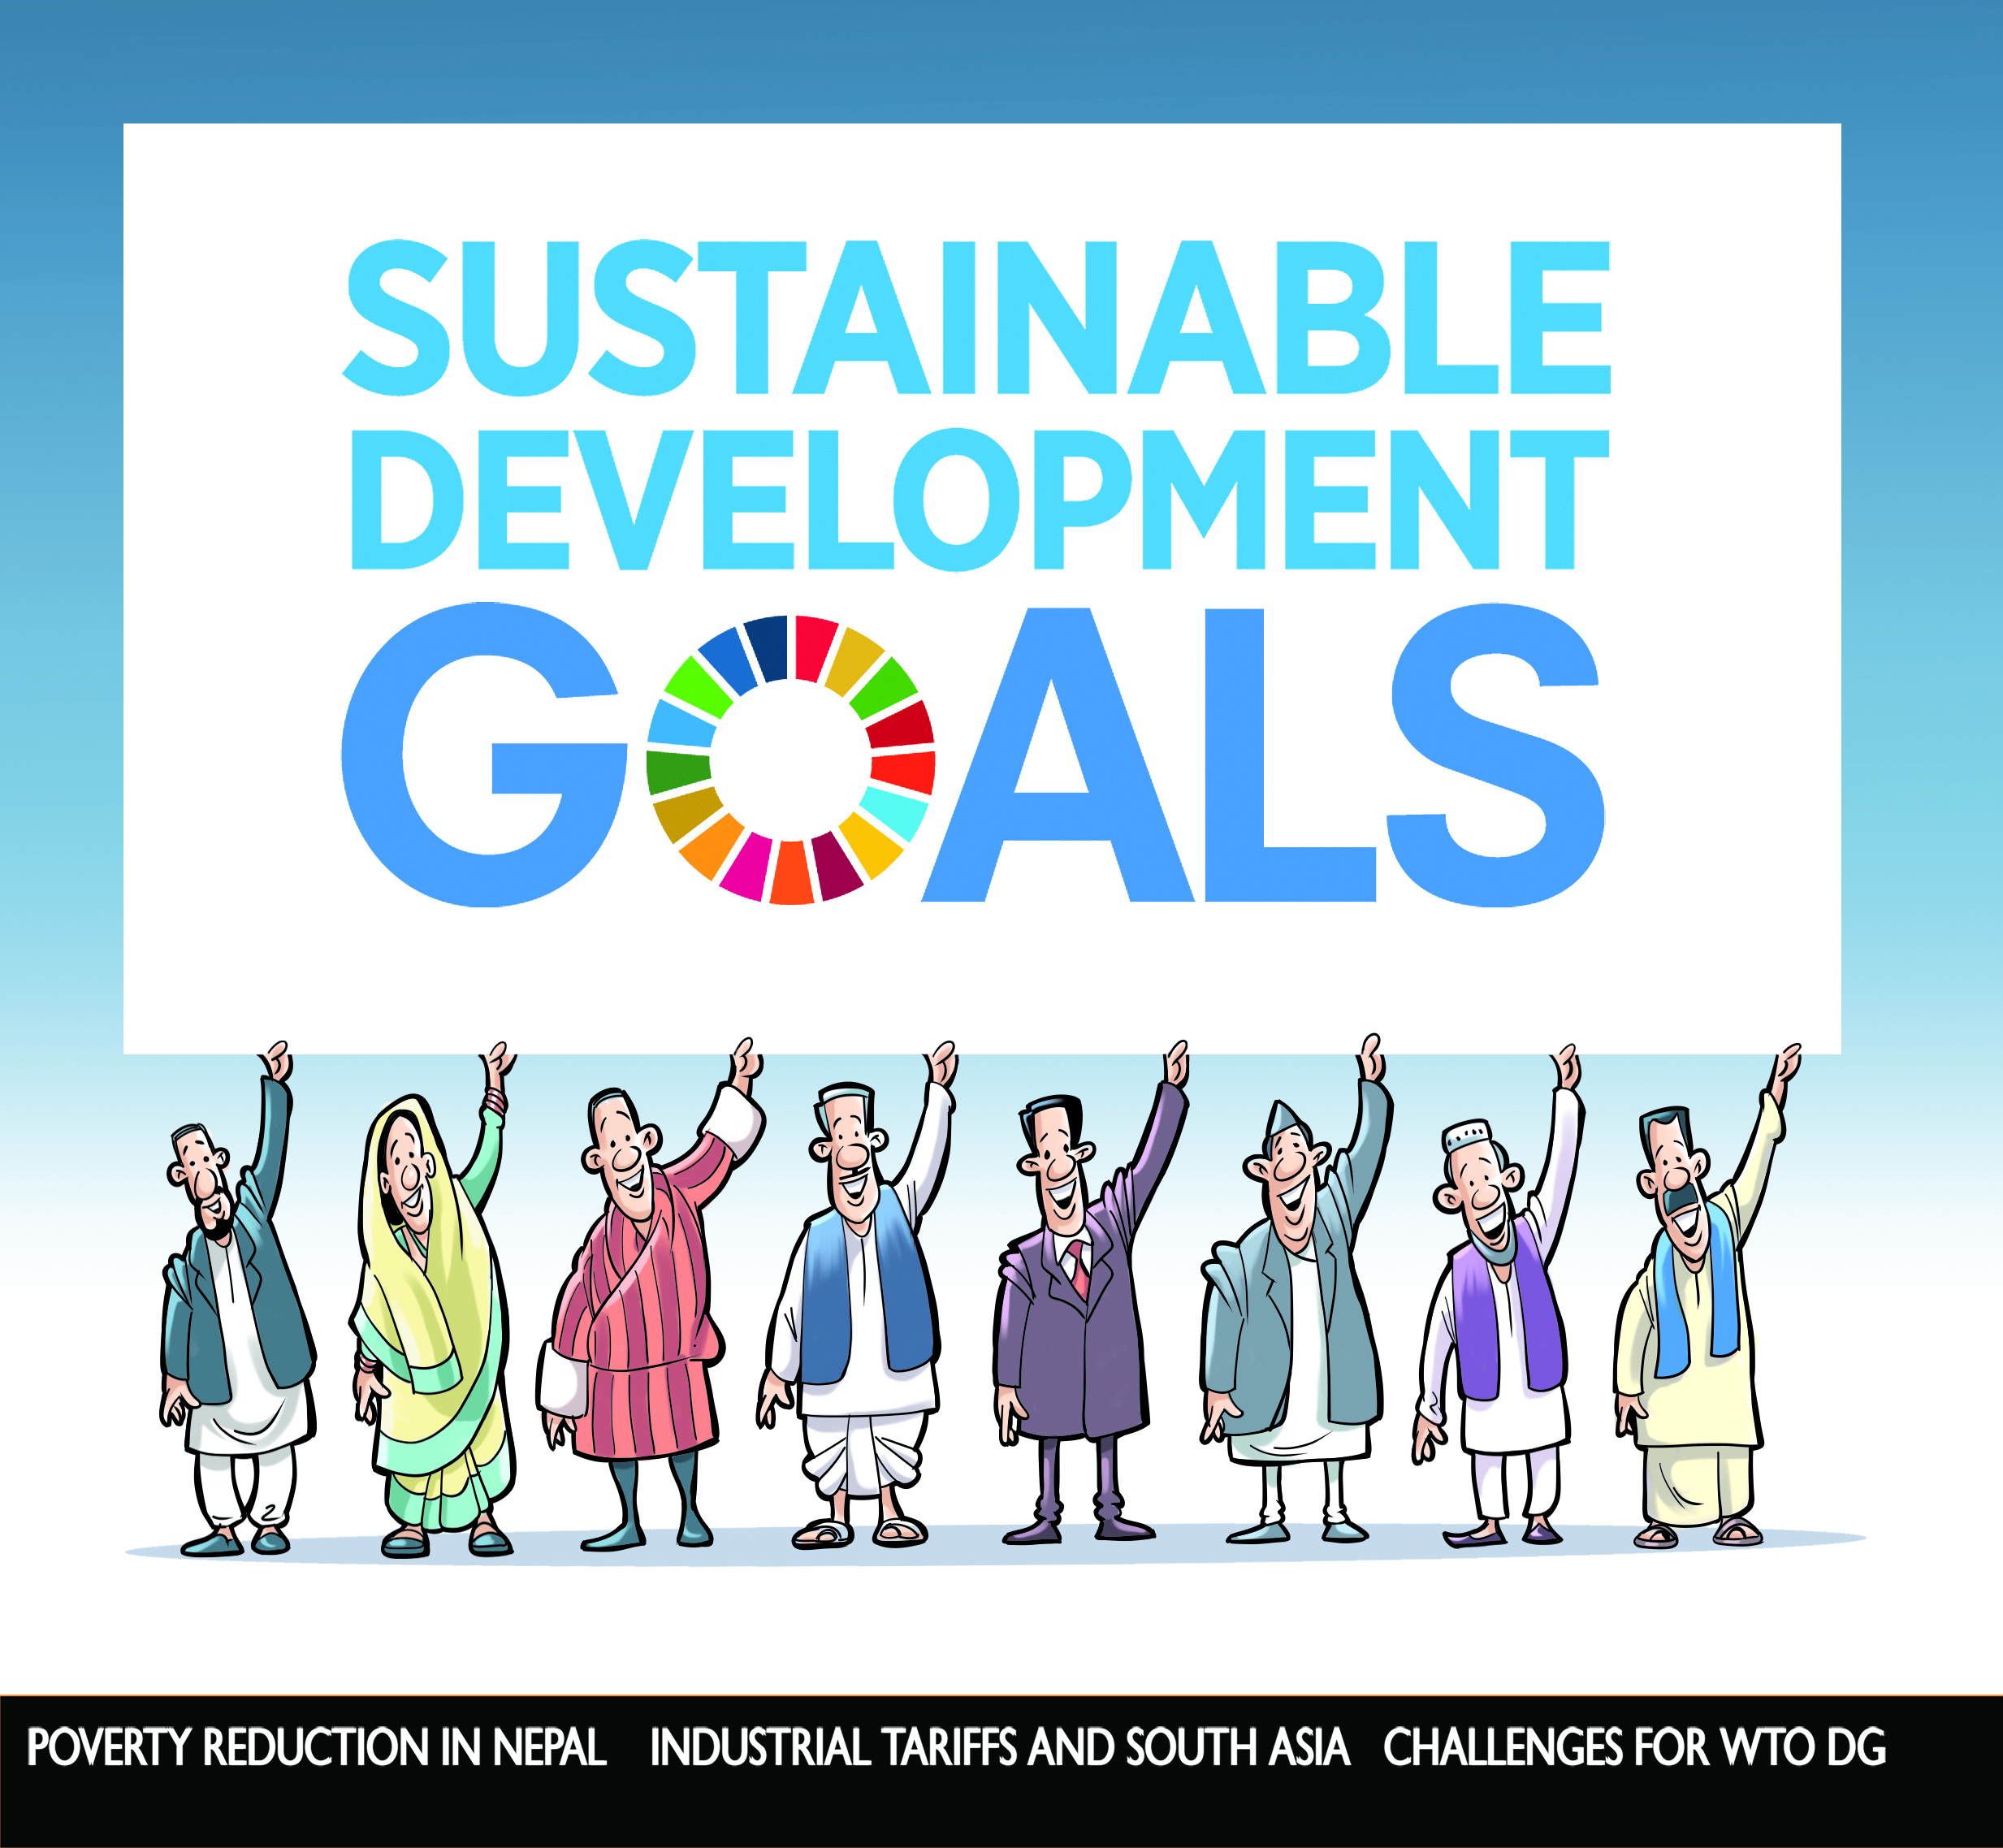 SUSTAINABLE
DEVELOPMENT
GOALS
POVERTY REDUCTION IN NEPAL INDUSTRIAL TARIFFS AND SOUTH ASIA CHALLENGES FOR WTO DG